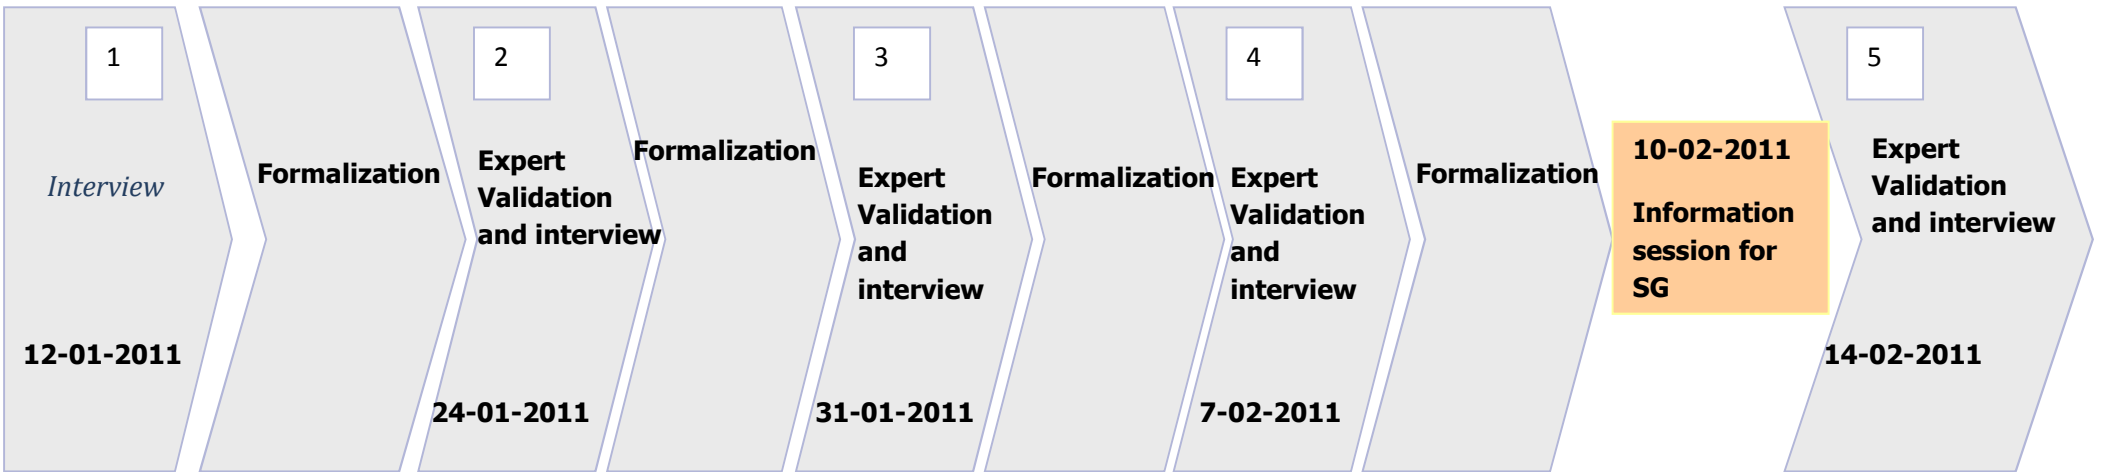 1
Interview
12-01-2011
Formalization
2
Expert
Validation
and interview
24-01-2011
Formalization
3
Expert
Validation
and
interview
31-01-2011
Formalization
4
Expert
Validation
and
interview
7-02-2011
Formalization
10-02-2011
Information
session for
SG
5
Expert
Validation
and interview
14-02-2011